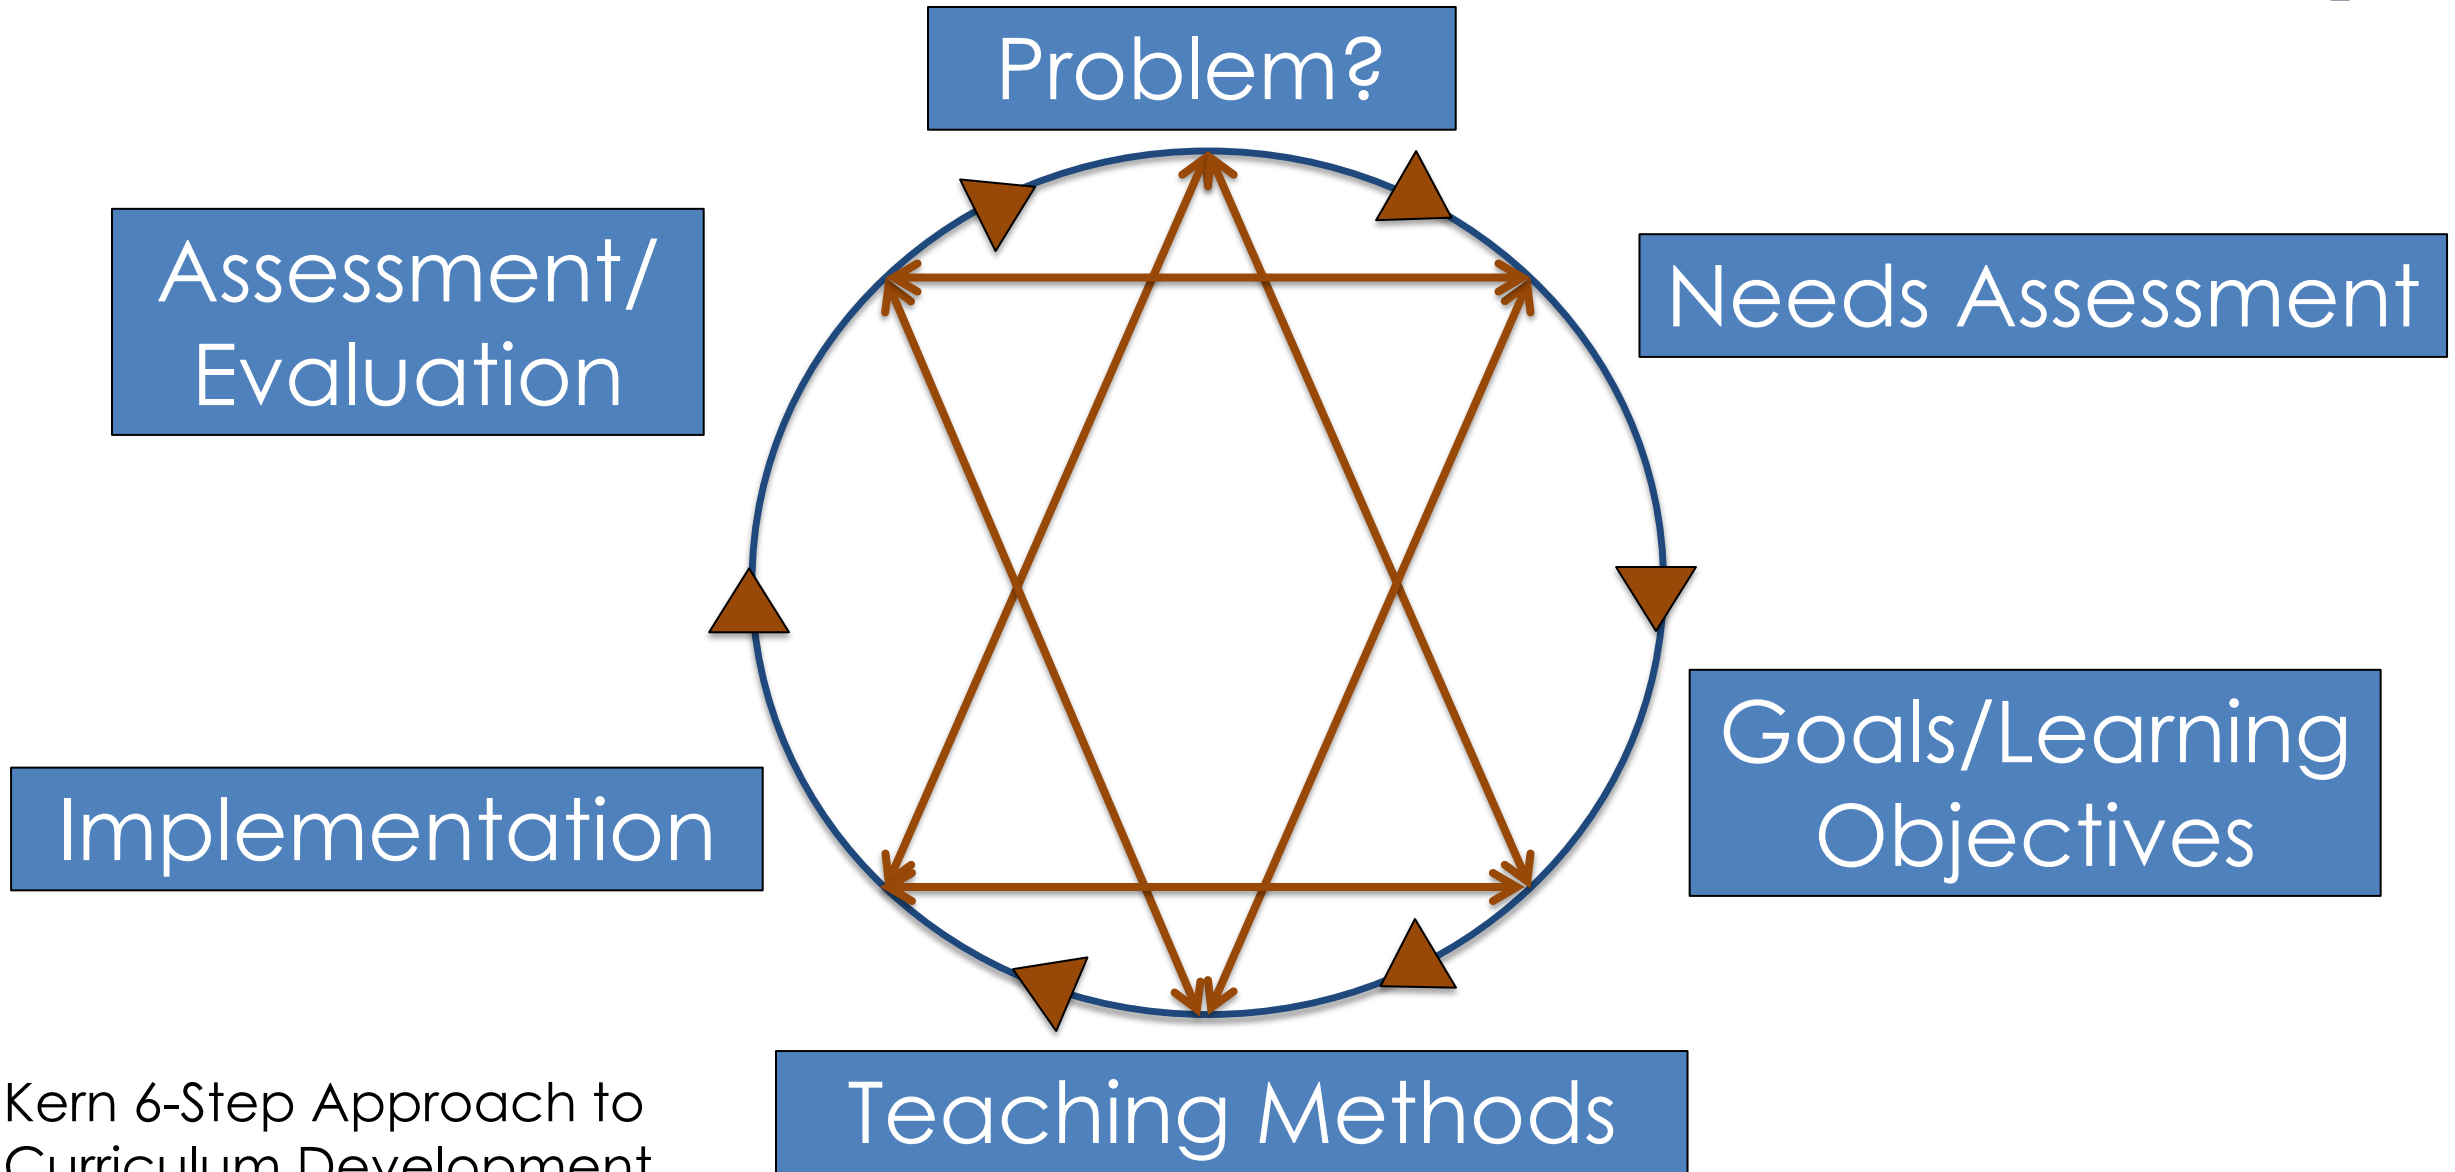 Problem?
Needs Assessment
Goals/Learning
Objectives
Teaching Methods
Implementation
Assessment/
Evaluation
Kern 6-Step Approach to
Curriculum Development